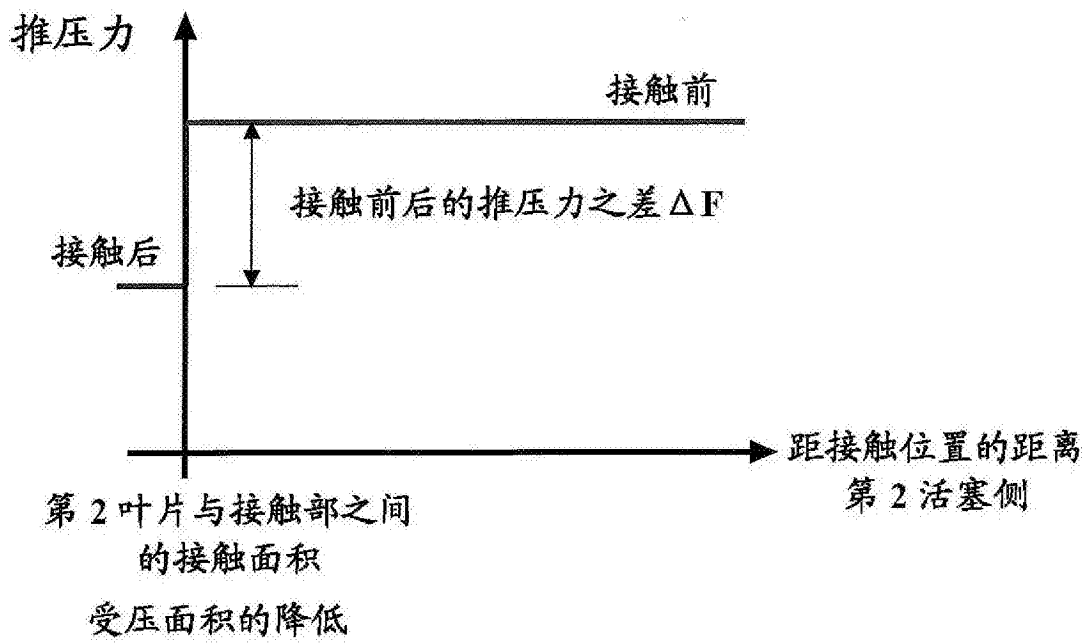 推压力
接触前
接触前后的推压力之差ΔF
接触后
距接触位置的距离
第2活塞侧
第2叶片与接触部之间
的接触面积
受压面积的降低